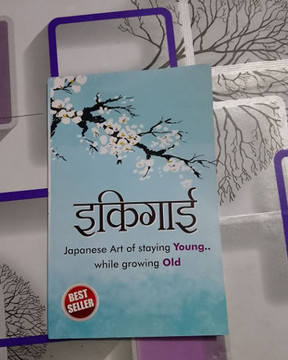 इकिगाई
Japanese Art of staying Young..
while growing Old
BEST
SELLER